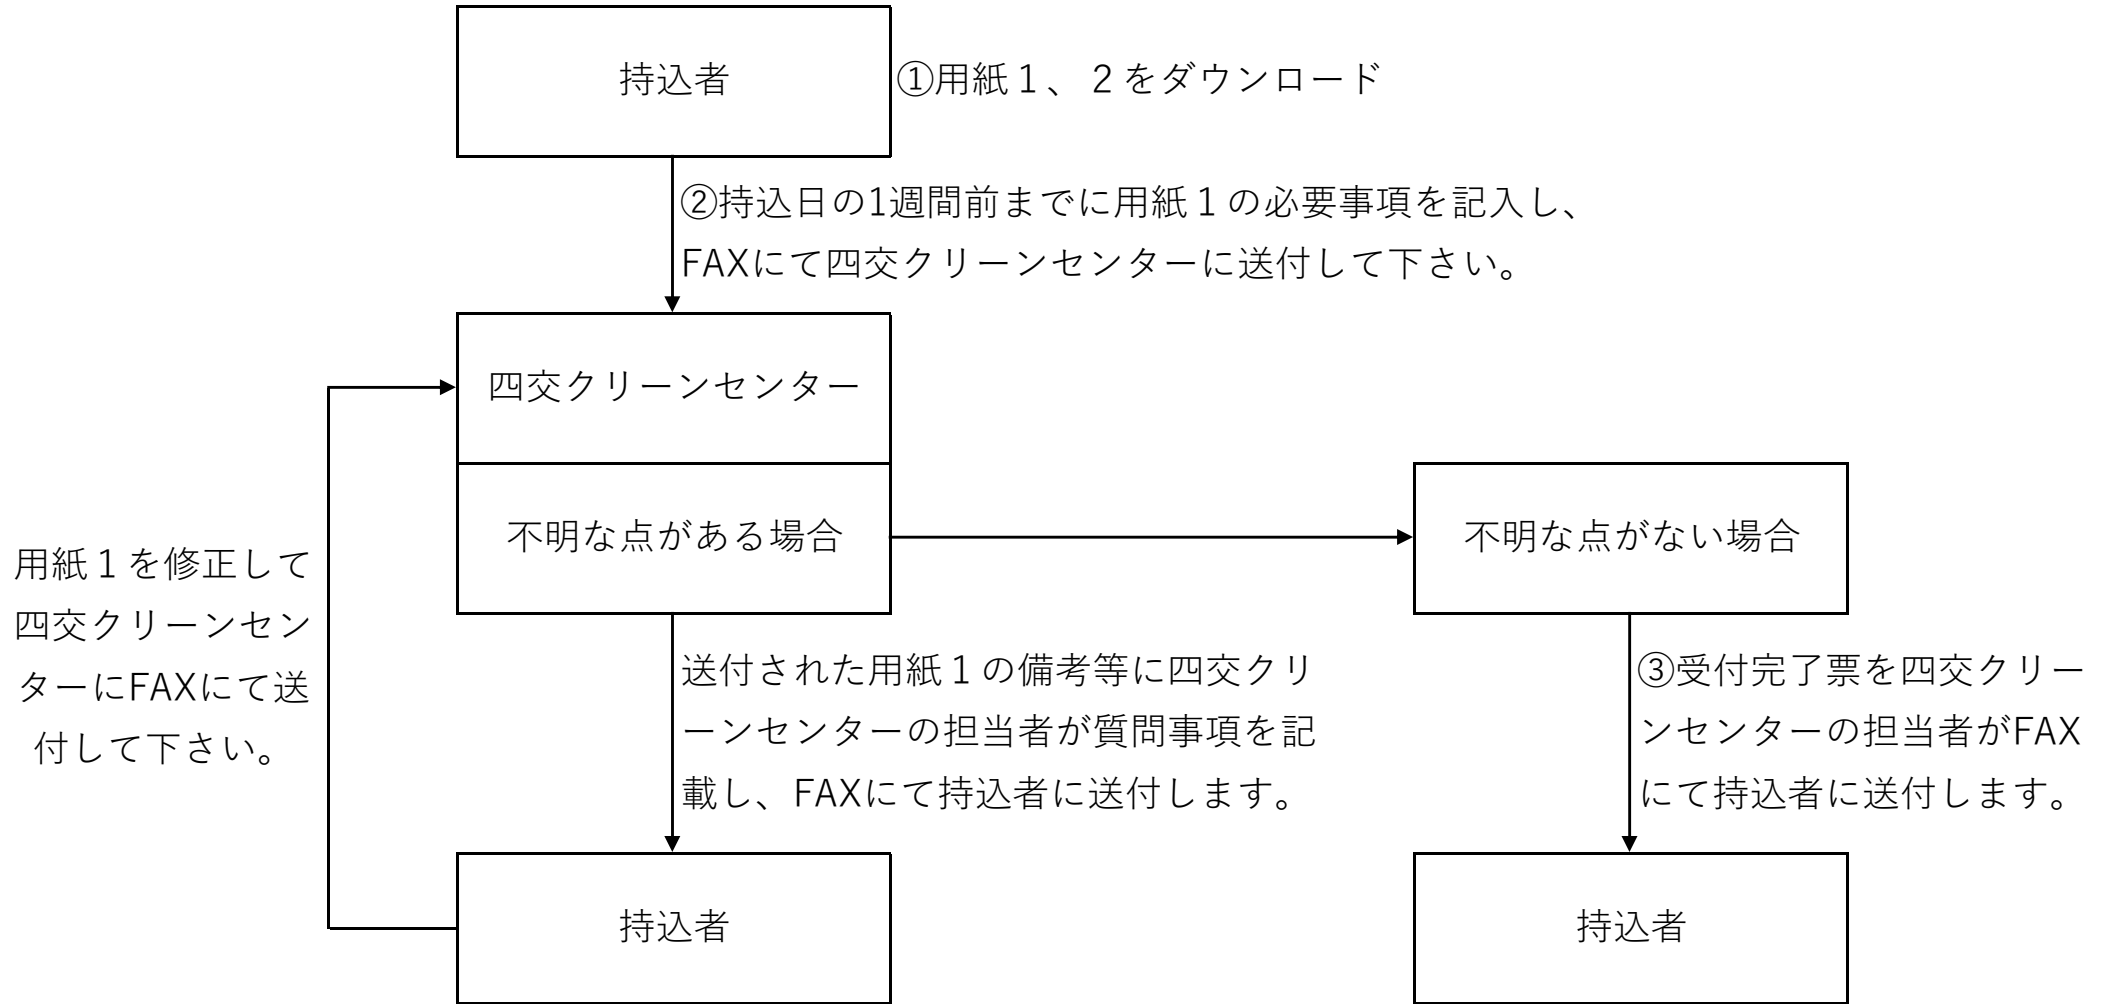 持込者
①用紙１、２をダウンロード
②持込日の1週間前までに用紙１の必要事項を記入し、
FAXにて四交クリーンセンターに送付して下さい。
四交クリーンセンター
不明な点がある場合
不明な点がない場合
用紙１を修正して
四交クリーンセン
ターにFAXにて送
付して下さい。
送付された用紙１の備考等に四交クリ
ーンセンターの担当者が質問事項を記
載し、FAXにて持込者に送付します。
③受付完了票を四交クリー
ンセンターの担当者がFAX
にて持込者に送付します。
持込者
持込者